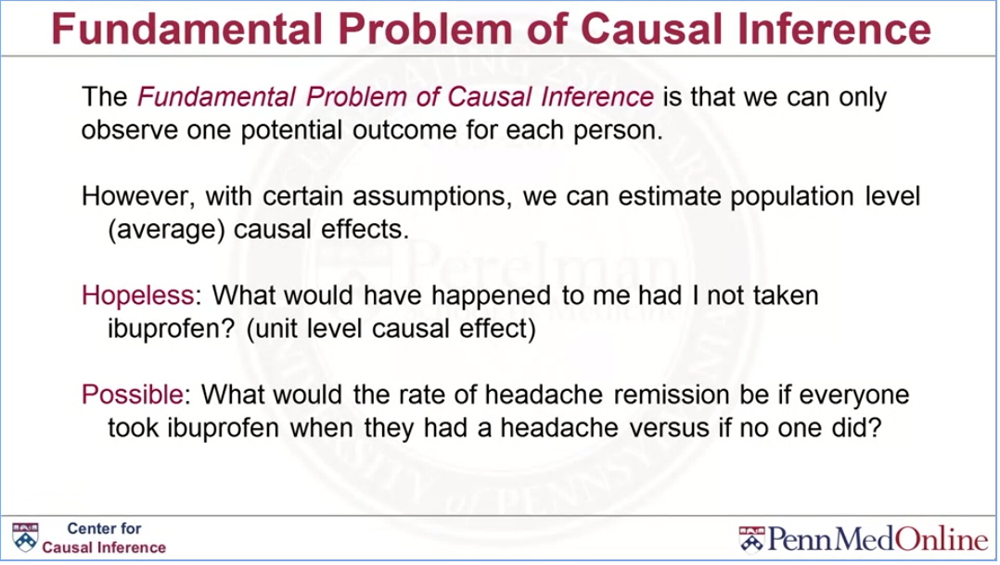 Fundamental Problem of Causal Inference
The Fundamental Problem of Causal Inference is that we can only
observe one potential outcome for each person.
However, with certain assumptions, we can estimate population level
(average) causal effects.
Hopeless: What would have happened to me had I not taken
ibuprofen? (unit level causal effect)
Possible: What would the rate of headache remission be if everyone
took ibuprofen when they had a headache versus if no one did?
Center for
Causal Inference
PennMedOnline
Perelman